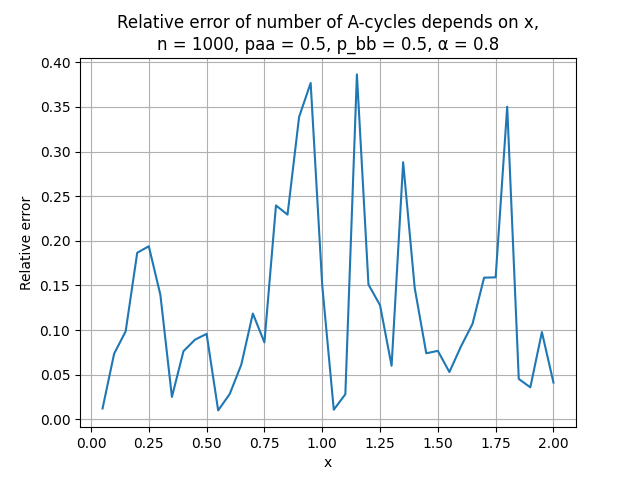 Relative error of number of A-cycles depends on x,
n = 1000, paa = 0.5, p_bb = 0.5, α = 0.8
0.40
0.35
0.30
0.25
0.20
0.15
0.10
0.05
0.00
Relative error
0.00 0.25 0.50 0.75 1.00 1.25 1.50 1.75 2.00
x